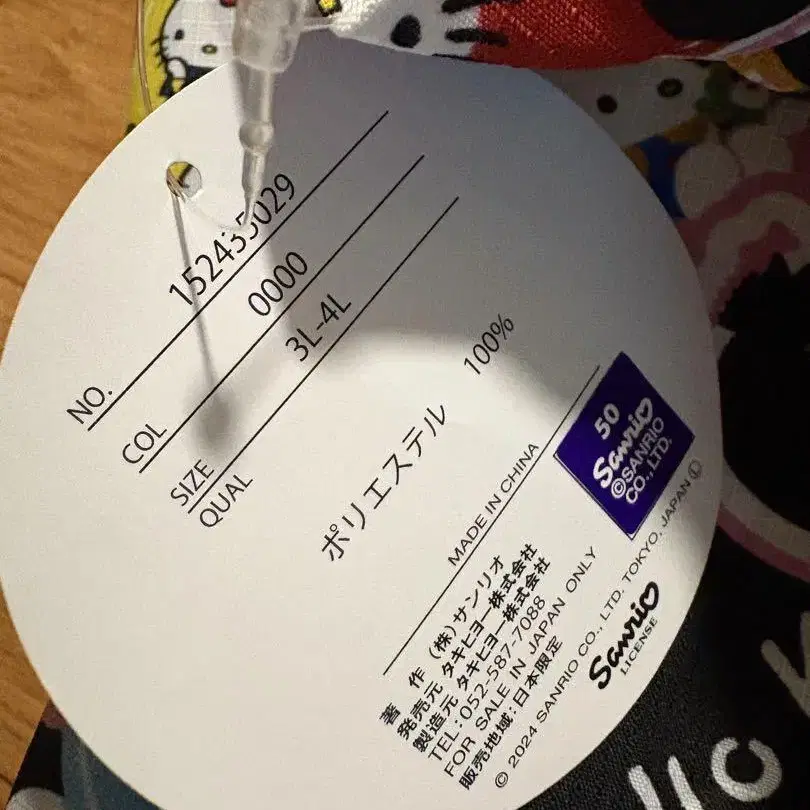 NO. 152435029
COL 0000
SIZE 3L-4L
QUAL
ポリエステル 100%
MADE IN CHINA
50
Sanrio
©SANRIO
CO.,LTD.
著 作 (株)サンリオ
発売元 タキヒヨー株式会社
製造元 タキヒヨー株式会社
TEL:052-587-7088
FOR SALE IN JAPAN ONLY
販売地域:日本限定
© 2024 SANRIO CO., LTD. TOKYO, JAPAN Ⓛ
Sanrio
LICENSE